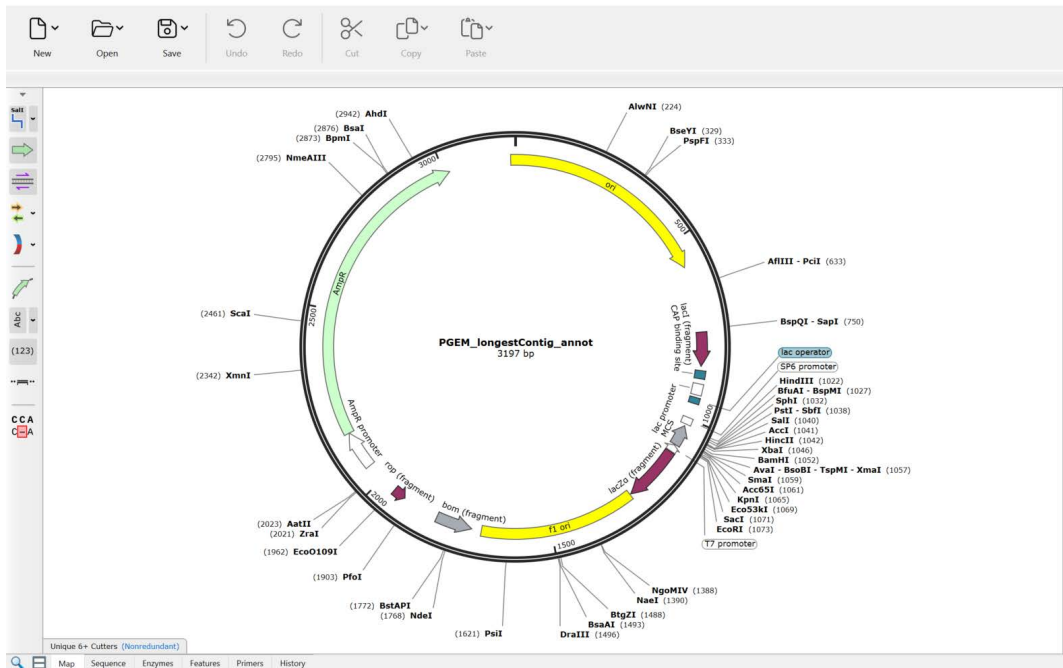 New
Open
Save
Undo
Redo
Cut
Copy
Paste
SalI
Abc
(123)
CCA
C-A
AlwNI (224)
BseYI (329)
PspFI (333)
AflIII - PciI (633)
BspQI - SapI (750)
lac operator
SP6 promoter
HindIII (1022)
BfuAI - BspMI (1027)
SphI (1032)
PstI - SbfI (1038)
SalI (1040)
AccI (1041)
HincII (1042)
XbaI (1046)
BamHI (1052)
AvaI - BsoBI - TspMI - XmaI (1057)
SmaI (1059)
Acc65I (1061)
KpnI (1065)
Eco53kI (1069)
SacI (1071)
EcoRI (1073)
T7 promoter
NgoMIV (1388)
NaeI (1390)
BtgZI (1488)
BsaAI (1493)
DraIII (1496)
(1621) PsiI
(1768) NdeI
(1772) BstAPI
(1903) PfoI
(1962) EcoO109I
(2021) ZraI
(2023) AatII
(2342) XmnI
(2461) ScaI
(2795) NmeAIII
(2873) BpmI
(2876) BsaI
(2942) AhdI
500
1000
1500
2000
2500
3000
ori
lacI (fragment)
CAP binding site
lac promoter
MCS
lacZα (fragment)
f1 ori
bom (fragment)
rop (fragment)
AmpR promoter
AmpR
PGEM_longestContig_annot
3197 bp
Unique 6+ Cutters (Nonredundant)
Map
Sequence
Enzymes
Features
Primers
History